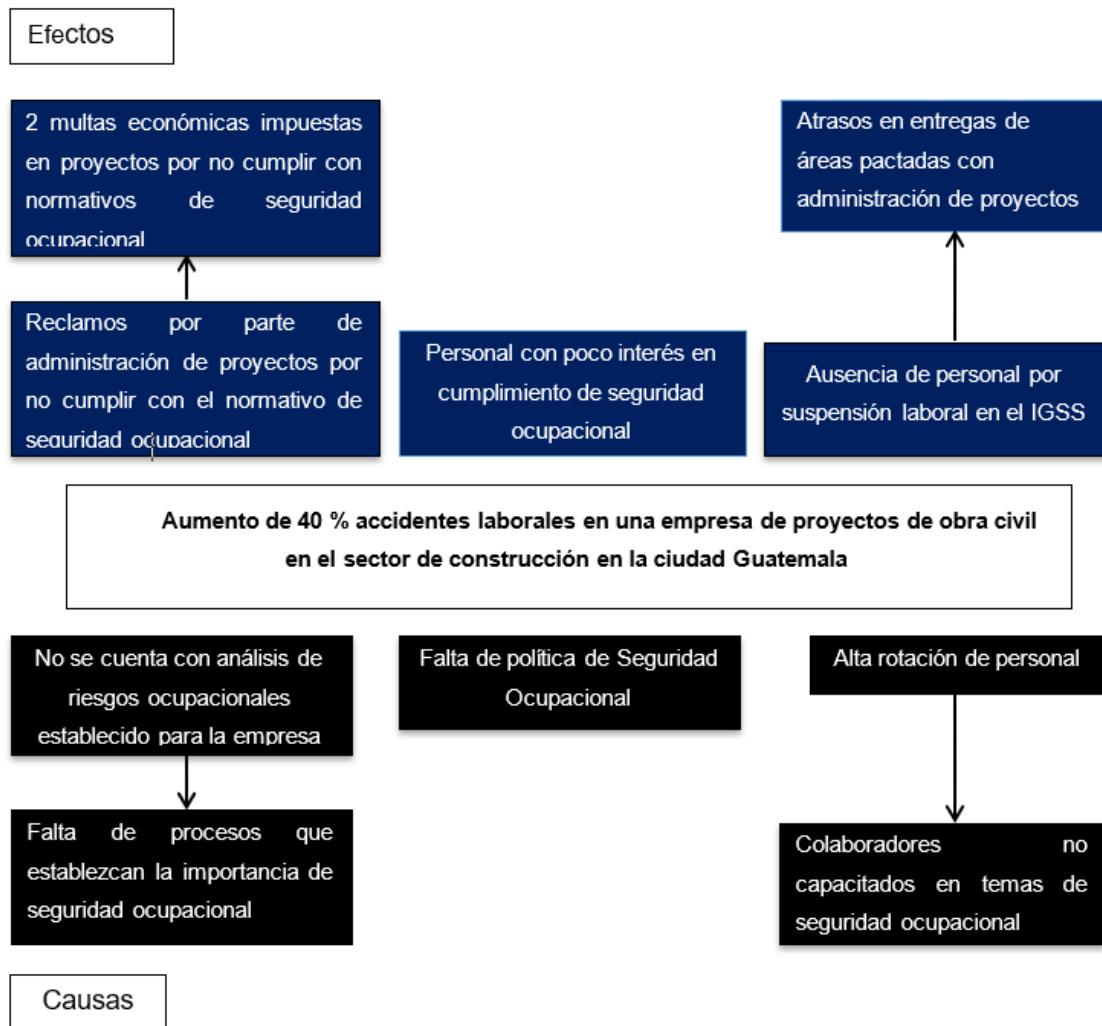 Efectos
2 multas económicas impuestas
en proyectos por no cumplir con
normativos de seguridad
ocupacional
Atrasos en entregas de
áreas pactadas con
administración de proyectos
Reclamos por parte de
administración de proyectos por
no cumplir con el normativo de
seguridad ocupacional
Personal con poco interés en
cumplimiento de seguridad
ocupacional
Ausencia de personal por
suspensión laboral en el IGSS
Aumento de 40 % accidentes laborales en una empresa de proyectos de obra civil
en el sector de construcción en la ciudad Guatemala
No se cuenta con análisis de
riesgos ocupacionales
establecido para la empresa
Falta de política de Seguridad
Ocupacional
Alta rotación de personal
Falta de procesos que
establezcan la importancia de
seguridad ocupacional
Colaboradores no
capacitados en temas de
seguridad ocupacional
Causas